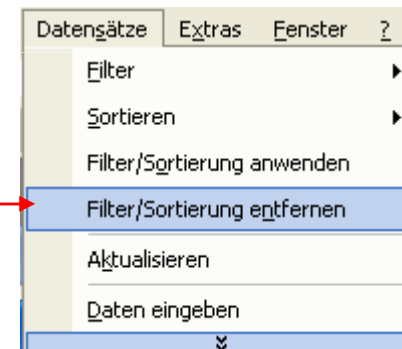 Datensätze Extras Fenster ?
Filter
Sortieren
Filter/Sortierung anwenden
Filter/Sortierung entfernen
Aktualisieren
Daten eingeben